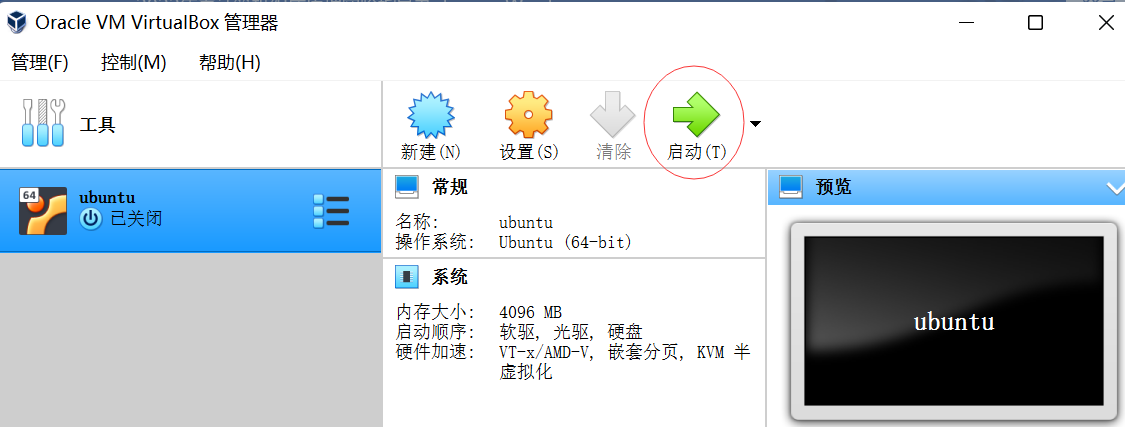 Oracle VM VirtualBox 管理器
管理(F) 控制(M) 帮助(H)
工具
新建(N) 设置(S) 清除 启动(T)
64
ubuntu
已关闭
常规
名称: ubuntu
操作系统: Ubuntu (64-bit)
系统
内存大小: 4096 MB
启动顺序: 软驱, 光驱, 硬盘
硬件加速: VT-x/AMD-V, 嵌套分页, KVM 半
虚拟化
预览
ubuntu